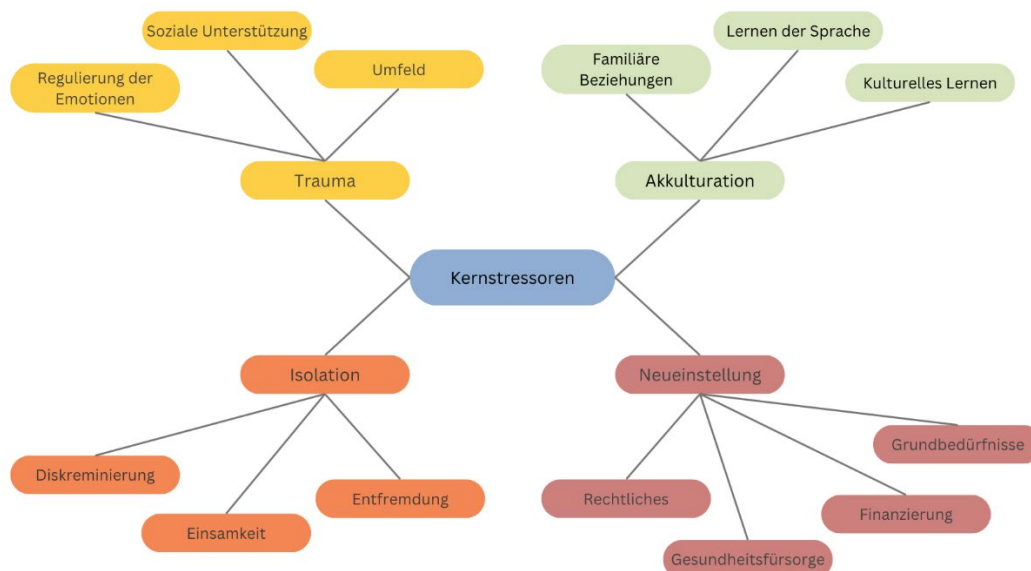 Soziale Unterstützung
Regulierung der
Emotionen
Umfeld
Trauma
Lernen der Sprache
Familiäre
Beziehungen
Kulturelles Lernen
Akkulturation
Kernstressoren
Isolation
Diskreminierung
Einsamkeit
Entfremdung
Neueinstellung
Grundbedürfnisse
Rechtliches
Finanzierung
Gesundheitsfürsorge